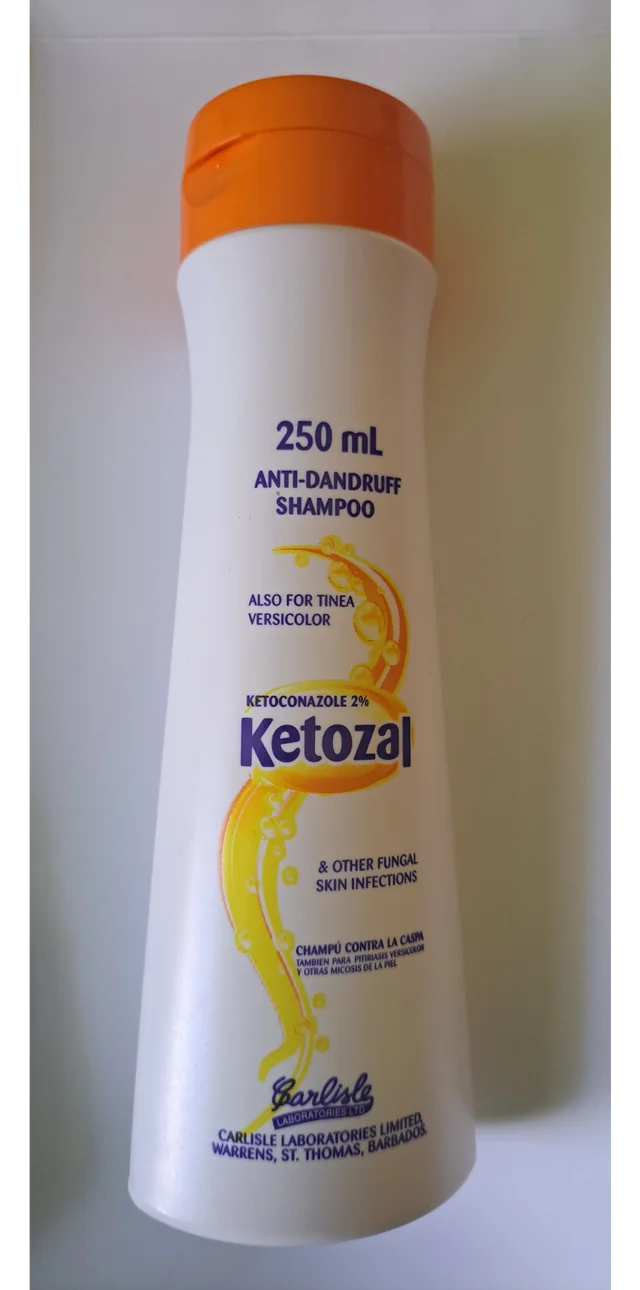 250 mL
ANTI-DANDRUFF
SHAMPOO
ALSO FOR TINEA
VERSICOLOR
KETOCONAZOLE 2%
Ketozal
& OTHER FUNGAL
SKIN INFECTIONS
CHAMPÚ CONTRA LA CASPA
TAMBIEN PARA PITIRIASIS VERSICOLOR
Y OTRAS MICOSIS DE LA PIEL
Carlisle
LABORATORIES LTD
CARLISLE LABORATORIES LIMITED,
WARRENS, ST. THOMAS, BARBADOS.